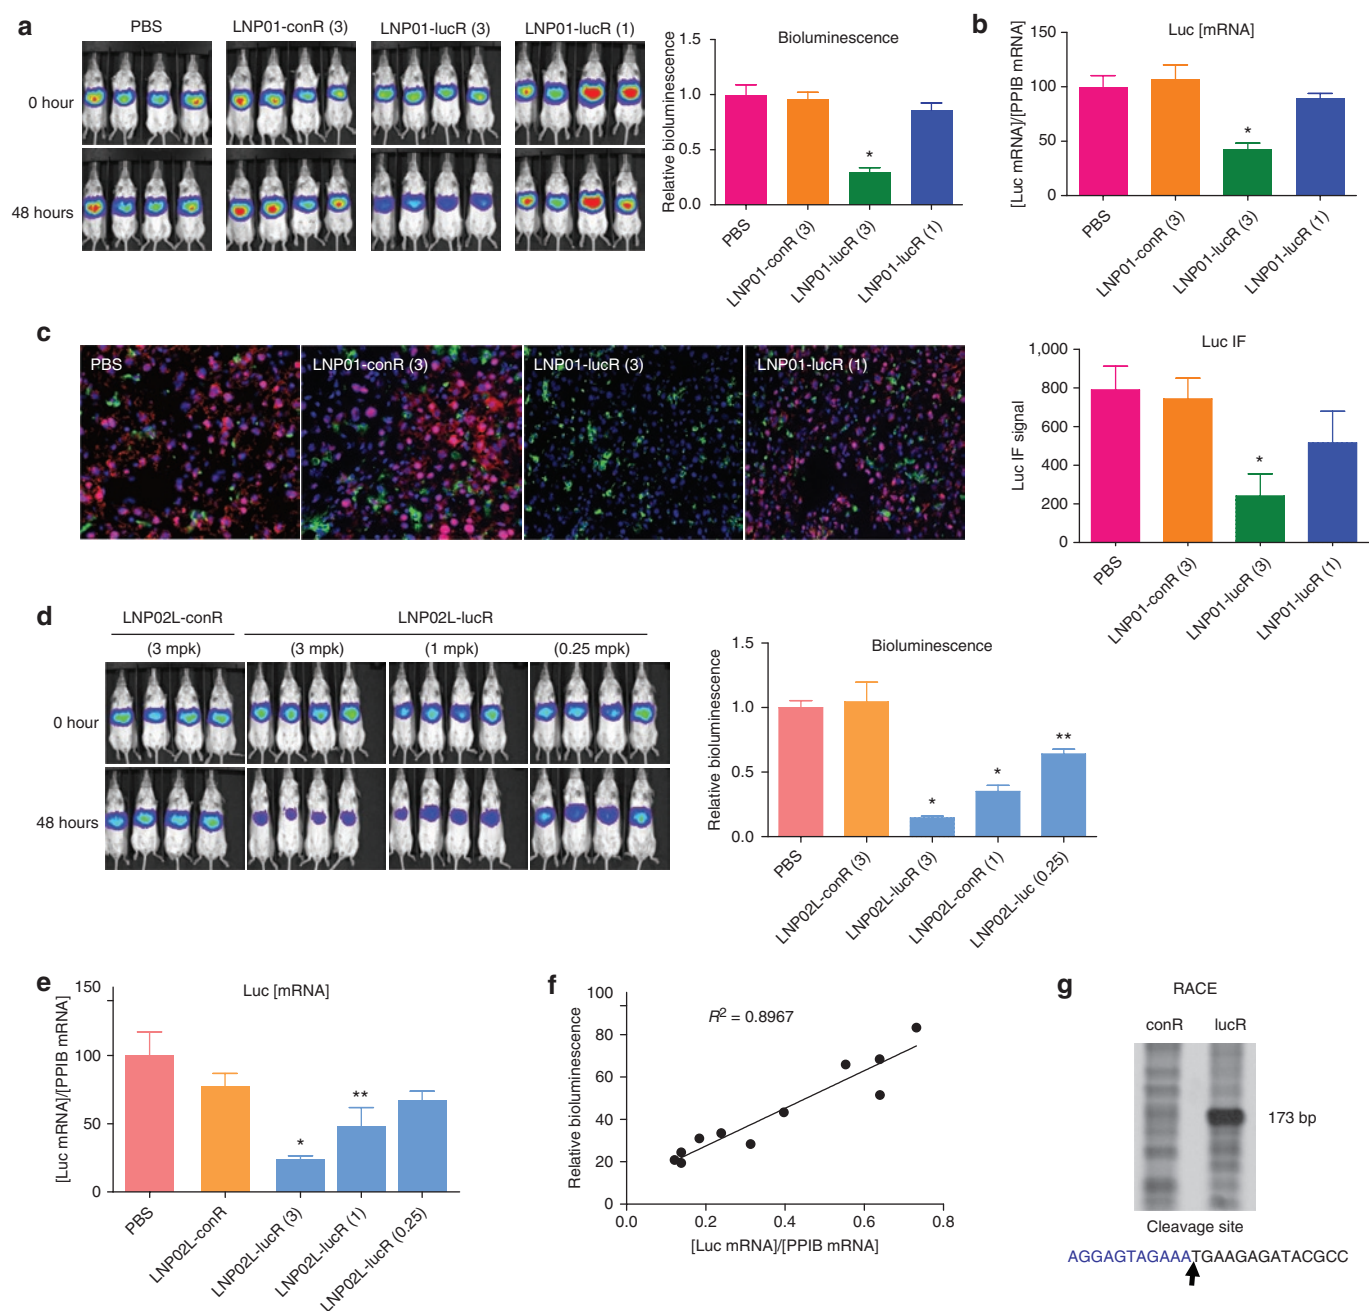 a
PBS
LNP01-conR (3)
LNP01-lucR (3)
LNP01-lucR (1)
0 hour
48 hours
Bioluminescence
Relative bioluminescence
1.5
1.0
0.5
0.0
*
PBS
LNP01-conR (3)
LNP01-lucR (3)
LNP01-lucR (1)
b
Luc [mRNA]
[Luc mRNA]/[PPIB mRNA]
150
100
50
0
*
PBS
LNP01-conR (3)
LNP01-lucR (3)
LNP01-lucR (1)
c
PBS
LNP01-conR (3)
LNP01-lucR (3)
LNP01-lucR (1)
Luc IF
Luc IF signal
1,000
800
600
400
200
0
*
PBS
LNP01-conR (3)
LNP01-lucR (3)
LNP01-lucR (1)
d
LNP02L-conR
LNP02L-lucR
(3 mpk)
(3 mpk)
(1 mpk)
(0.25 mpk)
0 hour
48 hours
Bioluminescence
Relative bioluminescence
1.5
1.0
0.5
0.0
*
*
**
PBS
LNP02L-conR (3)
LNP02L-lucR (3)
LNP02L-conR (1)
LNP02L-luc (0.25)
e
Luc [mRNA]
[Luc mRNA]/[PPIB mRNA]
150
100
50
0
*
**
PBS
LNP02L-conR
LNP02L-lucR (3)
LNP02L-lucR (1)
LNP02L-lucR (0.25)
f
R² = 0.8967
Relative bioluminescence
100
80
60
40
20
0
0.0
0.2
0.4
0.6
0.8
[Luc mRNA]/[PPIB mRNA]
g
RACE
conR
lucR
173 bp
Cleavage site
AGGAGTAGAAATGAAGAGATACGCC